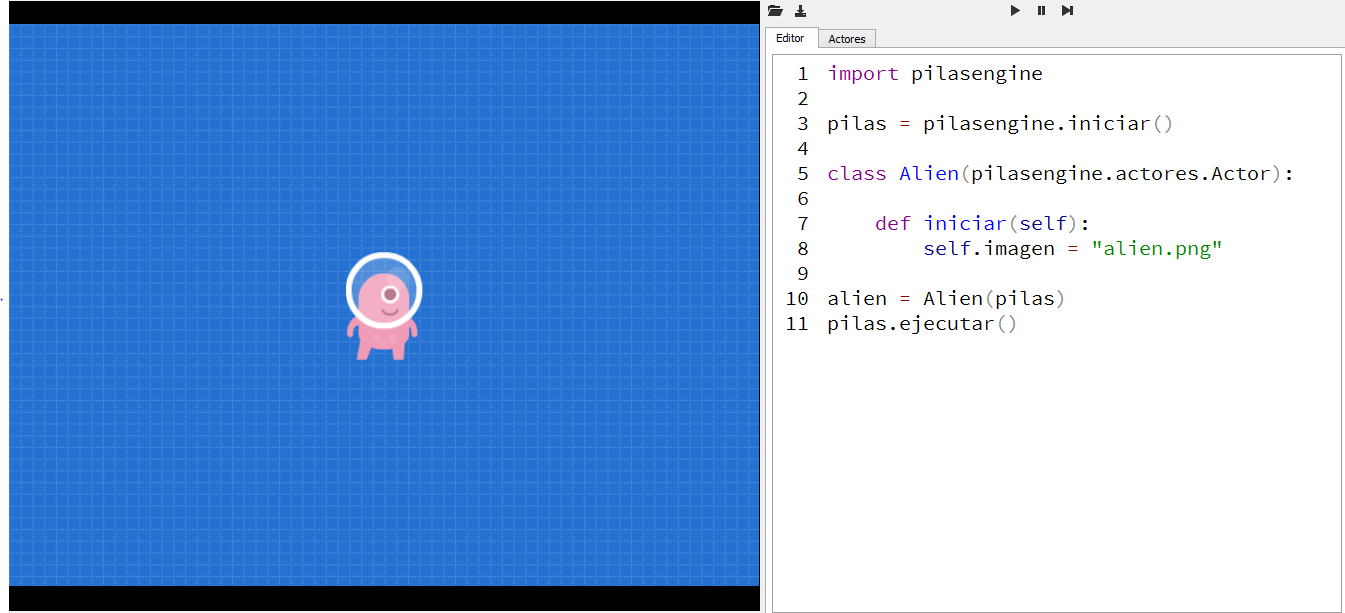 Editor
Actores
1 import pilasengine
2
3 pilas = pilasengine.iniciar()
4
5 class Alien(pilasengine.actores.Actor):
6
7     def iniciar(self):
8         self.imagen = "alien.png"
9
10 alien = Alien(pilas)
11 pilas.ejecutar()